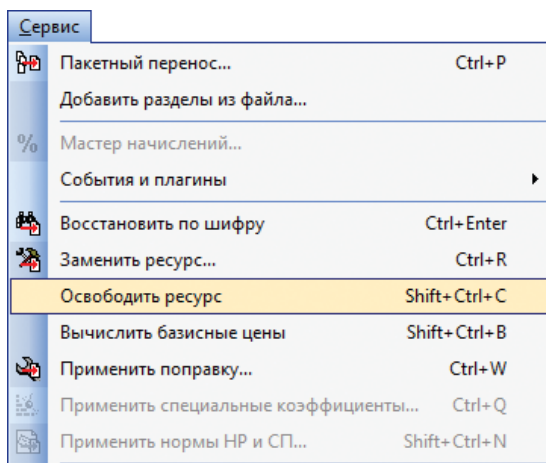 Сервис
Пакетный перенос... Ctrl+P
Добавить разделы из файла...
% Мастер начислений...
События и плагины
Восстановить по шифру Ctrl+Enter
Заменить ресурс... Ctrl+R
Освободить ресурс Shift+Ctrl+C
Вычислить базисные цены Shift+Ctrl+B
Применить поправку... Ctrl+W
Применить специальные коэффициенты... Ctrl+Q
Применить нормы НР и СП... Shift+Ctrl+N